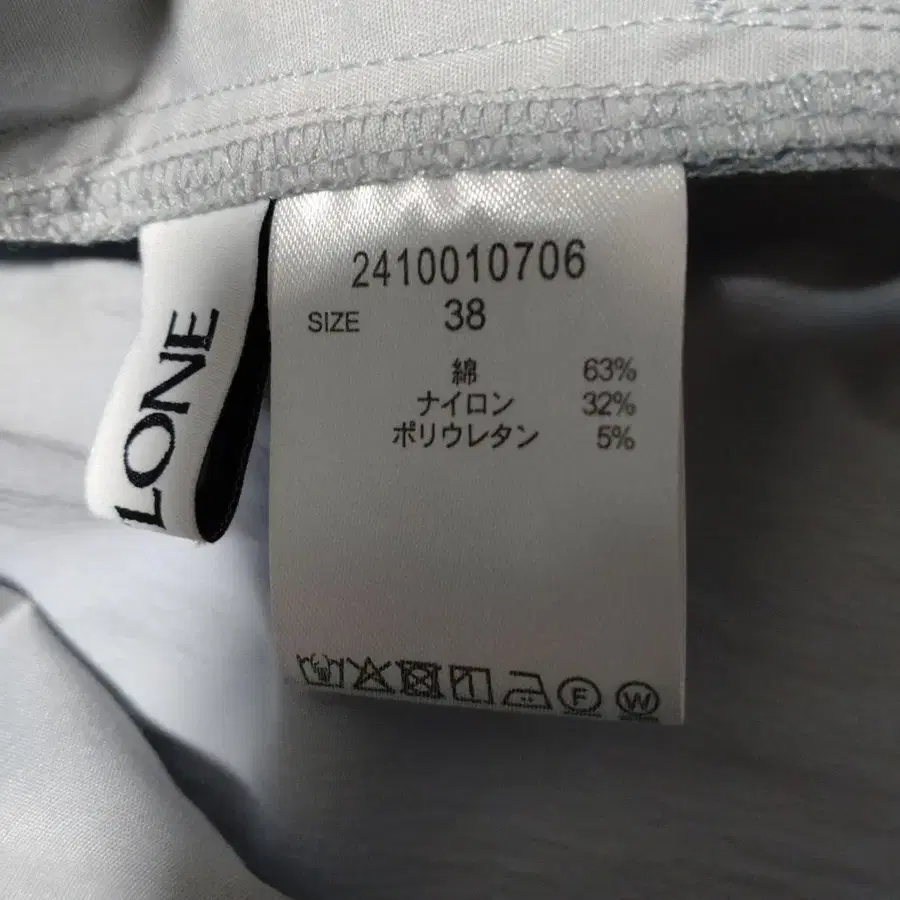 2410010706
SIZE 38
綿 63%
ナイロン 32%
ポリウレタン 5%
F W
LONE